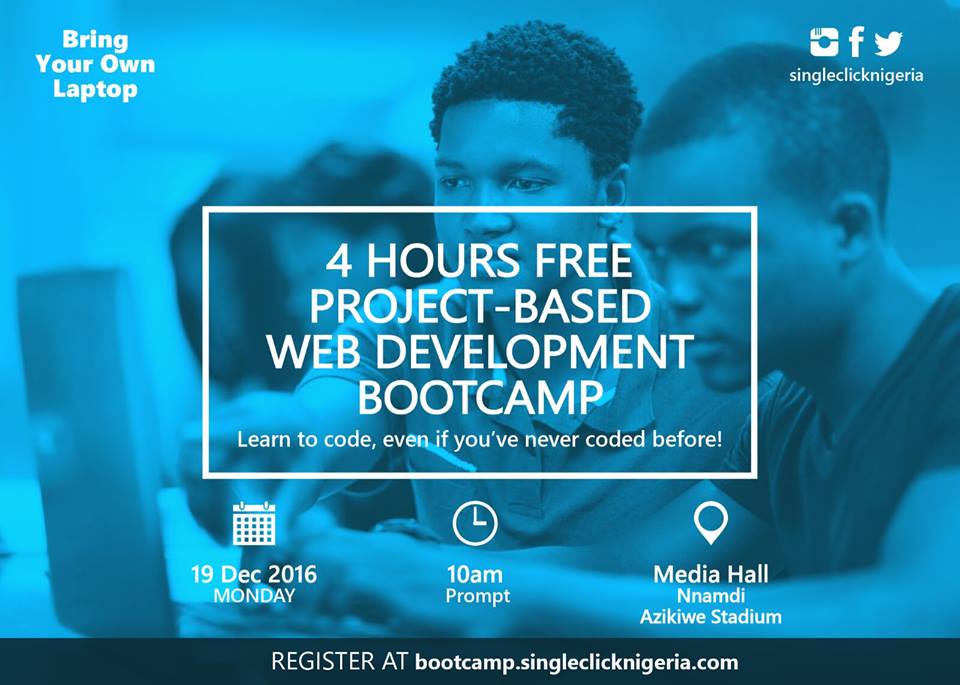 Bring
Your Own
Laptop
singleclicknigeria
4 HOURS FREE
PROJECT-BASED
WEB DEVELOPMENT
BOOTCAMP
Learn to code, even if you’ve never coded before!
19 Dec 2016
MONDAY
10am
Prompt
Media Hall
Nnamdi
Azikiwe Stadium
REGISTER AT bootcamp.singleclicknigeria.com